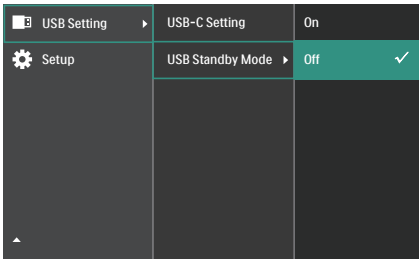 USB Setting
USB-C Setting
On
Setup
USB Standby Mode
Off